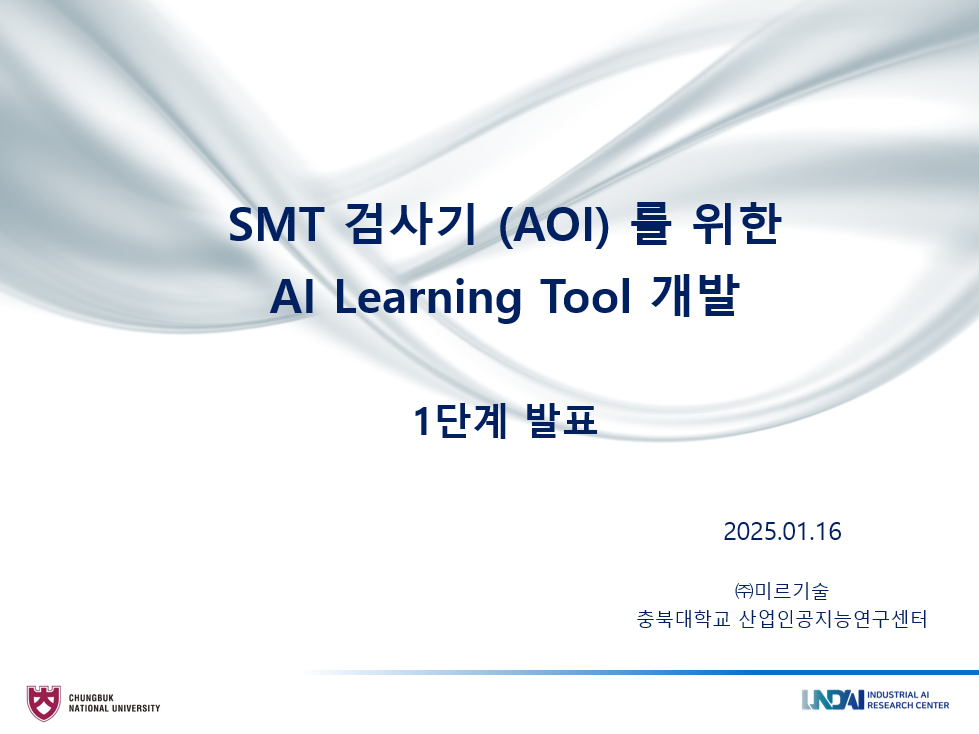 SMT 검사기 (AOI) 를 위한
AI Learning Tool 개발
1단계 발표
2025.01.16
㈜미르기술
충북대학교 산업인공지능연구센터
CHUNGBUK
NATIONAL UNIVERSITY
INDAI
INDUSTRIAL AI
RESEARCH CENTER